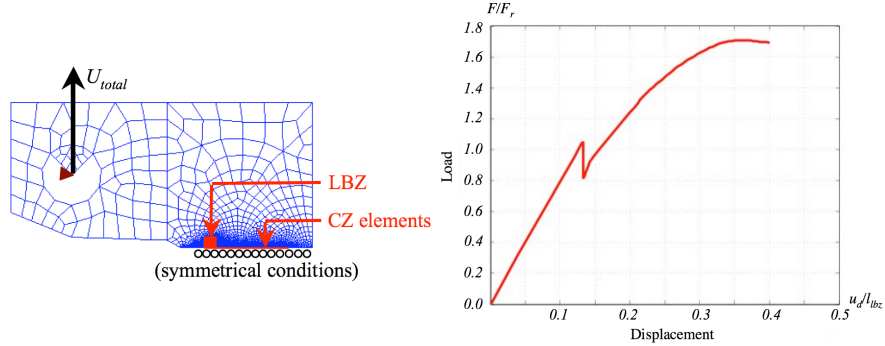 U_total
LBZ
CZ elements
(symmetrical conditions)
F/F_r
1.8
1.6
1.4
1.2
1.0
0.8
0.6
0.4
0.2
0.0
Load
0.1 0.2 0.3 0.4 0.5
u_d/l_lbz
Displacement